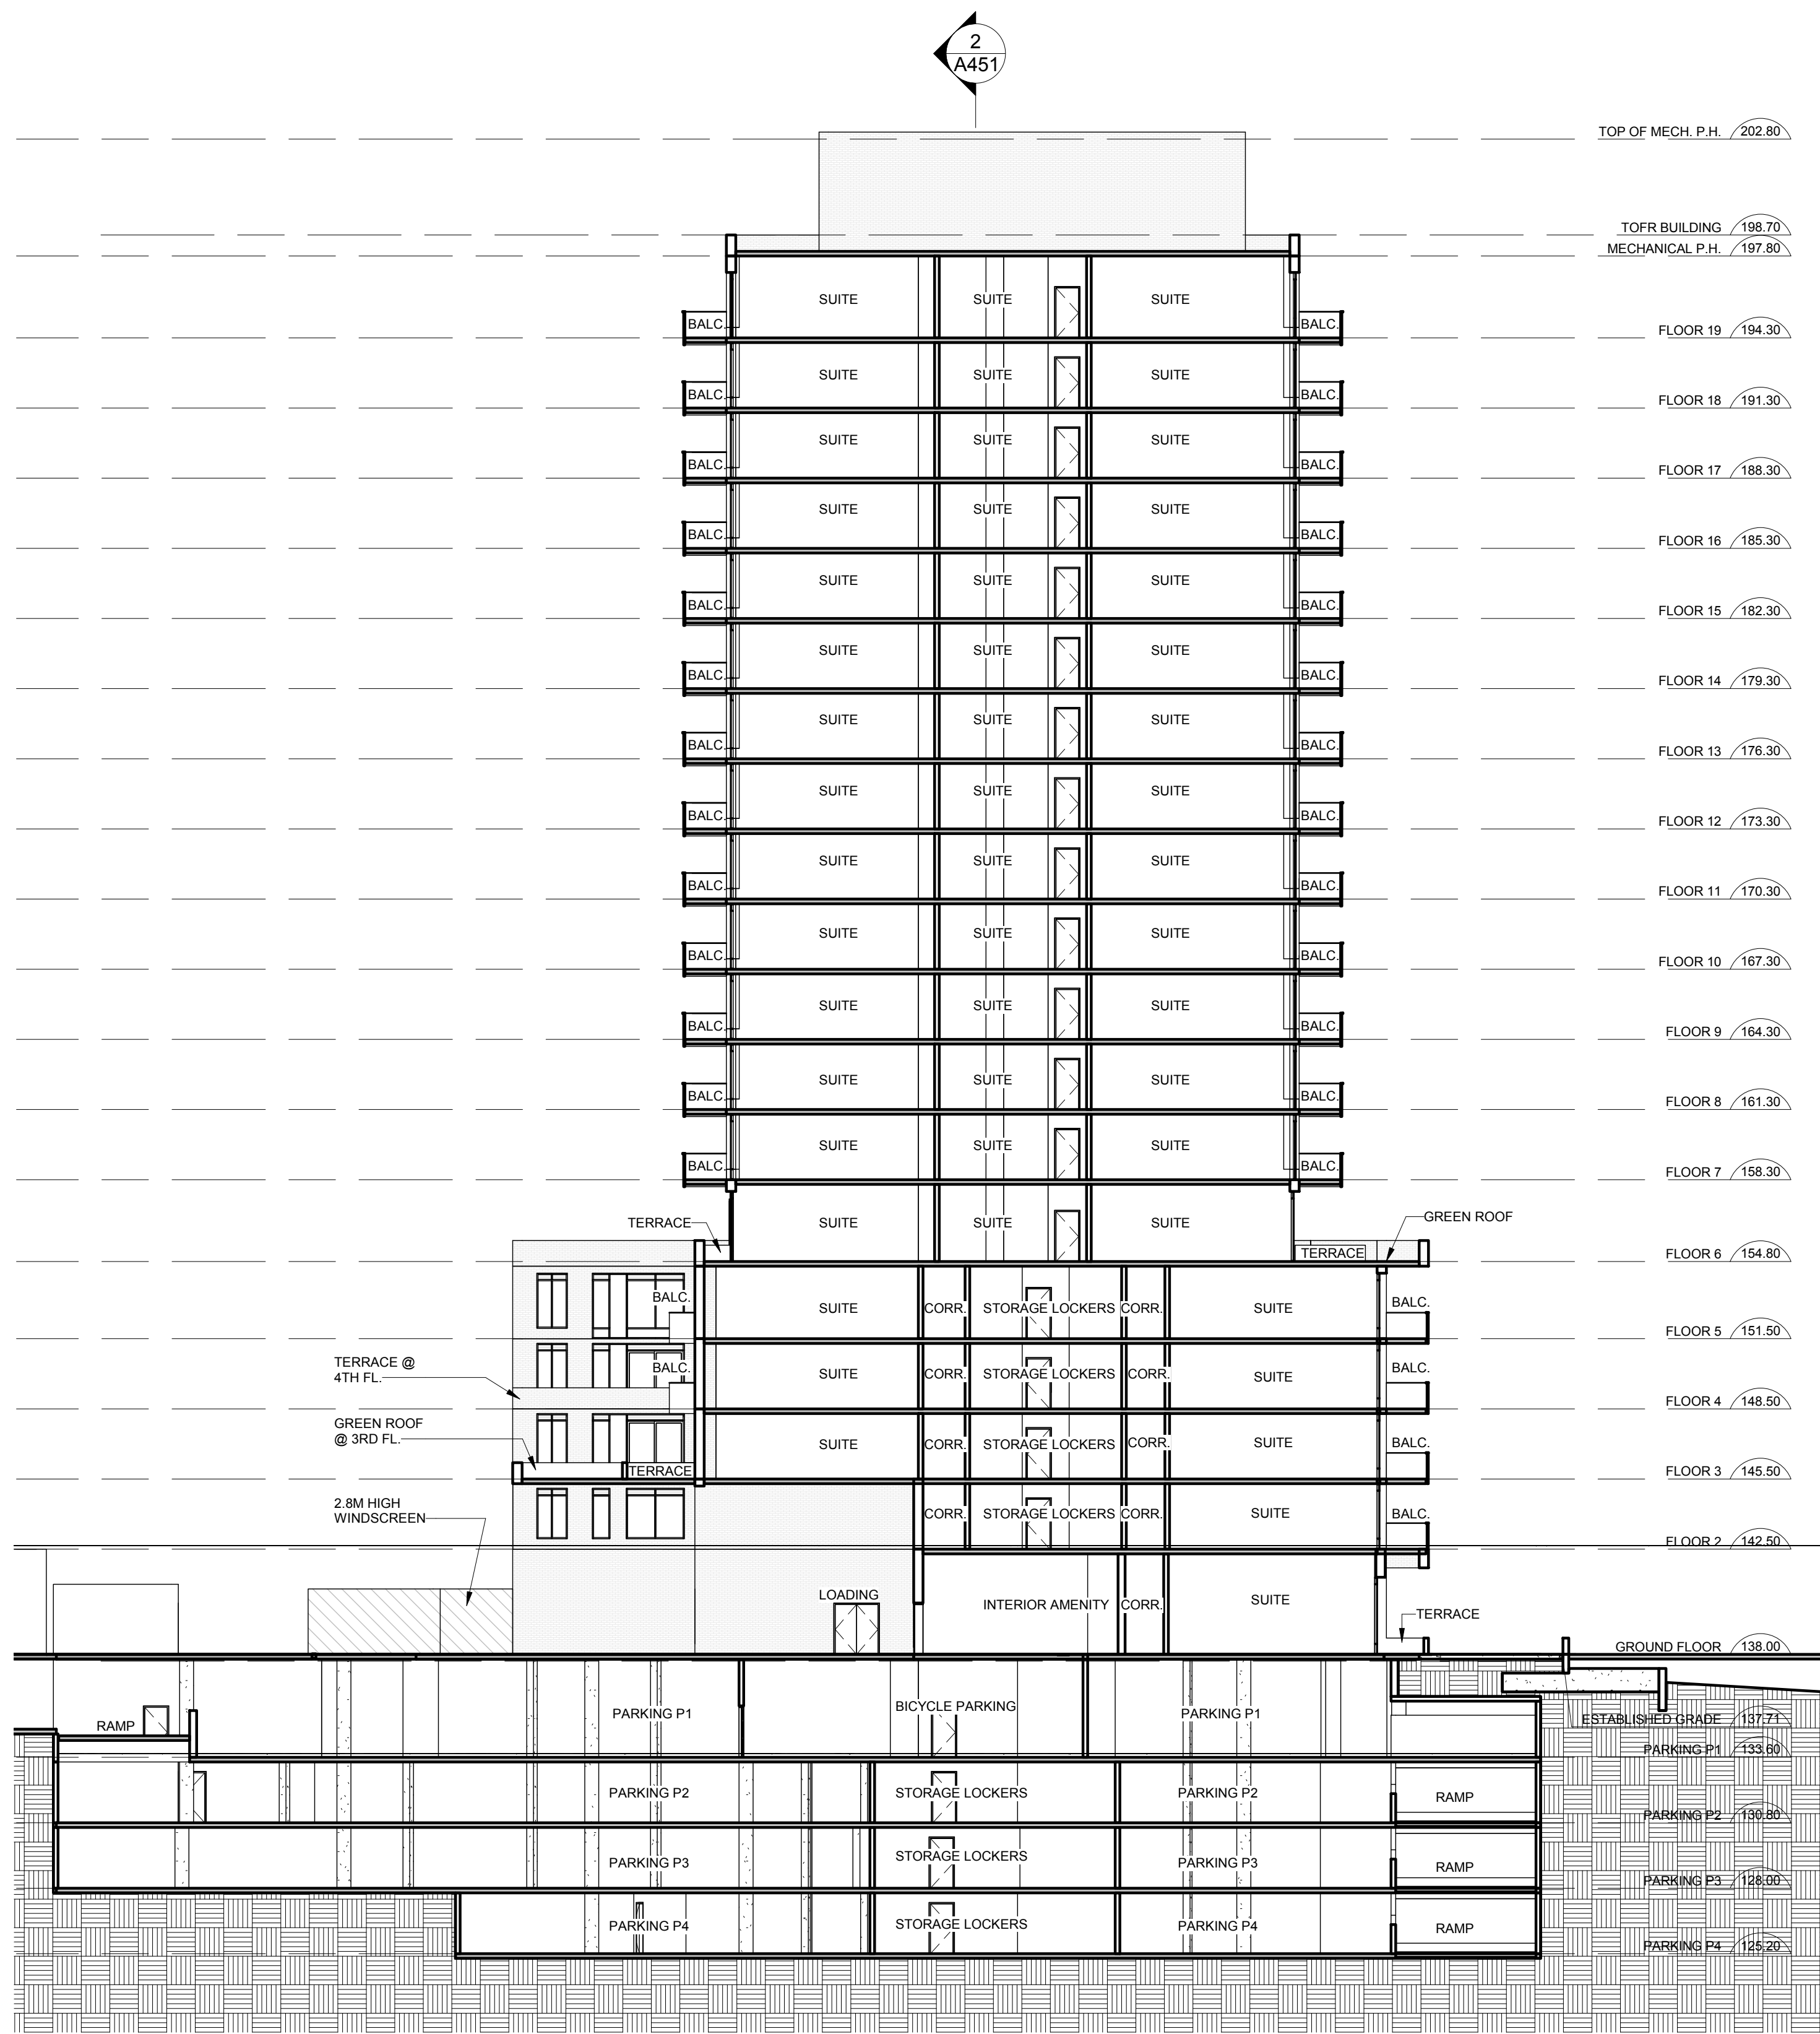 2
A451
TOP OF MECH. P.H. 202.80
TOFR BUILDING 198.70
MECHANICAL P.H. 197.80
SUITE SUITE SUITE
BALC. BALC. FLOOR 19 194.30
SUITE SUITE SUITE
BALC. BALC. FLOOR 18 191.30
SUITE SUITE SUITE
BALC. BALC. FLOOR 17 188.30
SUITE SUITE SUITE
BALC. BALC. FLOOR 16 185.30
SUITE SUITE SUITE
BALC. BALC. FLOOR 15 182.30
SUITE SUITE SUITE
BALC. BALC. FLOOR 14 179.30
SUITE SUITE SUITE
BALC. BALC. FLOOR 13 176.30
SUITE SUITE SUITE
BALC. BALC. FLOOR 12 173.30
SUITE SUITE SUITE
BALC. BALC. FLOOR 11 170.30
SUITE SUITE SUITE
BALC. BALC. FLOOR 10 167.30
SUITE SUITE SUITE
BALC. BALC. FLOOR 9 164.30
SUITE SUITE SUITE
BALC. BALC. FLOOR 8 161.30
SUITE SUITE SUITE
BALC. BALC. FLOOR 7 158.30
TERRACE SUITE SUITE SUITE GREEN ROOF
TERRACE FLOOR 6 154.80
BALC. SUITE CORR. STORAGE LOCKERS CORR. SUITE BALC.
FLOOR 5 151.50
TERRACE @
4TH FL.
BALC. SUITE CORR. STORAGE LOCKERS CORR. SUITE BALC.
FLOOR 4 148.50
GREEN ROOF
@ 3RD FL.
SUITE CORR. STORAGE LOCKERS CORR. SUITE BALC.
TERRACE FLOOR 3 145.50
2.8M HIGH
WINDSCREEN
CORR. STORAGE LOCKERS CORR. SUITE BALC.
FLOOR 2 142.50
LOADING INTERIOR AMENITY CORR. SUITE
TERRACE
GROUND FLOOR 138.00
RAMP PARKING P1 BICYCLE PARKING PARKING P1
ESTABLISHED GRADE 137.71
PARKING P1 133.60
PARKING P2 STORAGE LOCKERS PARKING P2 RAMP
PARKING P2 130.80
PARKING P3 STORAGE LOCKERS PARKING P3 RAMP
PARKING P3 128.00
PARKING P4 STORAGE LOCKERS PARKING P4 RAMP
PARKING P4 125.20